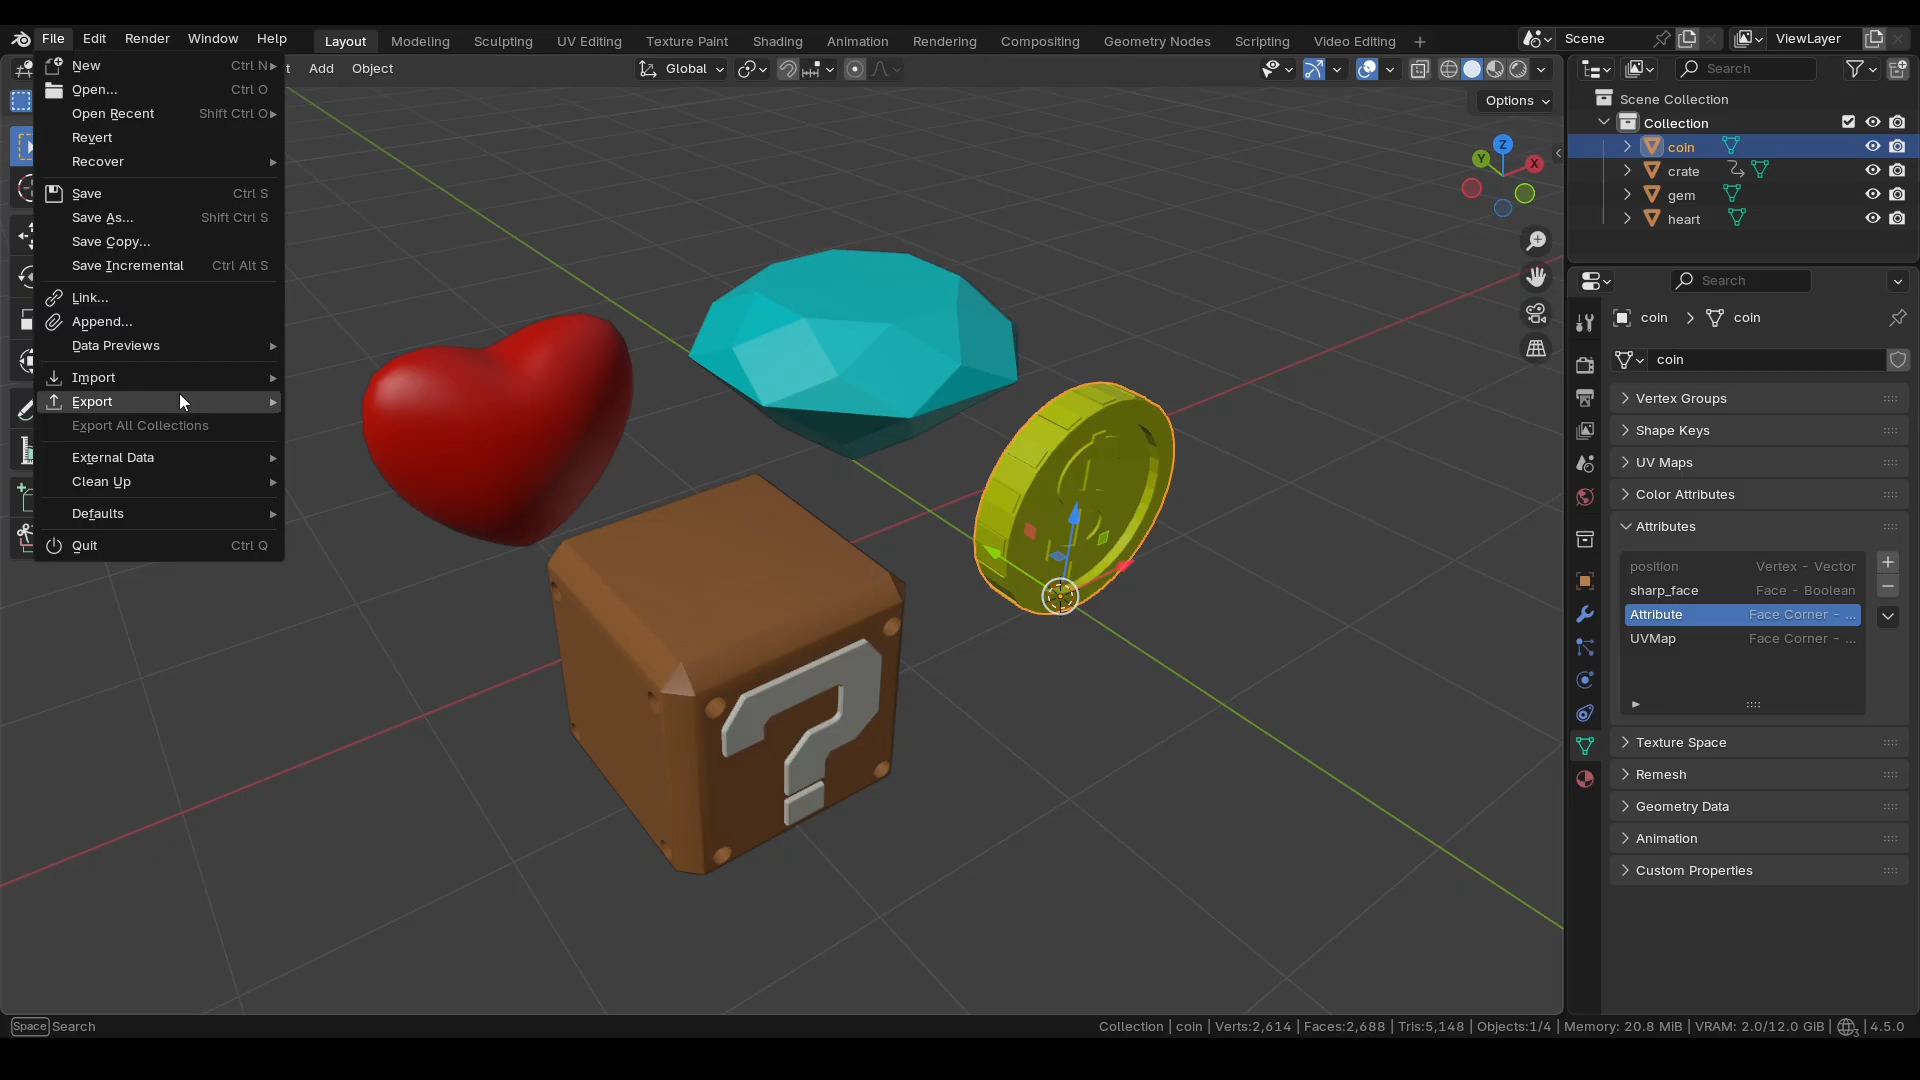 File Edit Render Window Help Layout Modeling Sculpting UV Editing Texture Paint Shading Animation Rendering Compositing Geometry Nodes Scripting Video Editing + Scene ViewLayer
t Add Object Global Search
Options
New Ctrl N
Open... Ctrl O
Open Recent Shift Ctrl O
Revert
Recover
Save Ctrl S
Save As... Shift Ctrl S
Save Copy...
Save Incremental Ctrl Alt S
Link...
Append...
Data Previews
Import
Export
Export All Collections
External Data
Clean Up
Defaults
Quit Ctrl Q
Z
Y
X
?
Scene Collection
Collection
coin
crate
gem
heart
Search
coin > coin
coin
Vertex Groups
Shape Keys
UV Maps
Color Attributes
Attributes
position Vertex - Vector
sharp_face Face - Boolean
Attribute Face Corner - ...
UVMap Face Corner - ...
Texture Space
Remesh
Geometry Data
Animation
Custom Properties
Space Search
Collection | coin | Verts:2,614 | Faces:2,688 | Tris:5,148 | Objects:1/4 | Memory: 20.8 MiB | VRAM: 2.0/12.0 GiB | 3 | 4.5.0